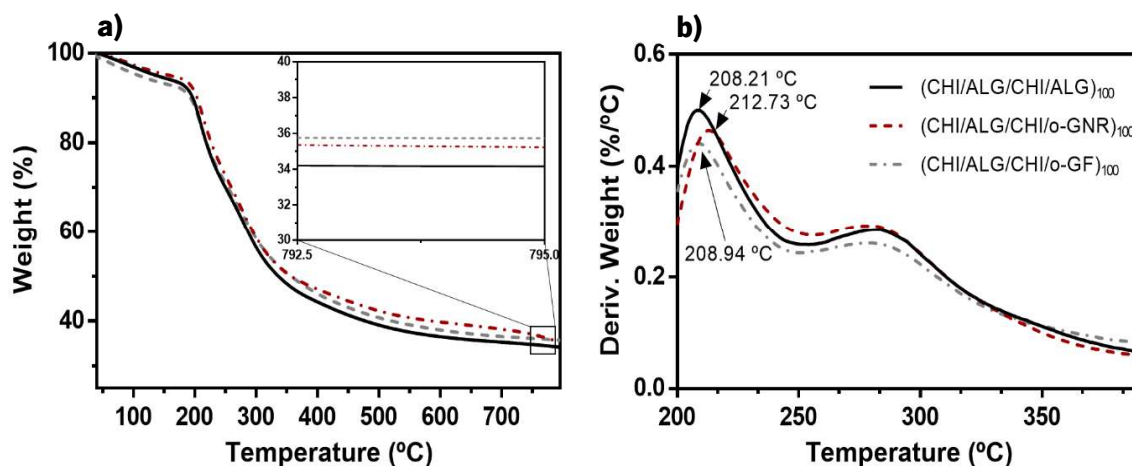 a)
100
80
60
40
Weight (%)
100 200 300 400 500 600 700
Temperature (ºC)
40
38
36
34
32
30
792.5 795.0
b)
0.6
0.4
0.2
0.0
Deriv. Weight (%/ºC)
200 250 300 350
Temperature (ºC)
208.21 ºC
212.73 ºC
208.94 ºC
(CHI/ALG/CHI/ALG)₁₀₀
(CHI/ALG/CHI/o-GNR)₁₀₀
(CHI/ALG/CHI/o-GF)₁₀₀